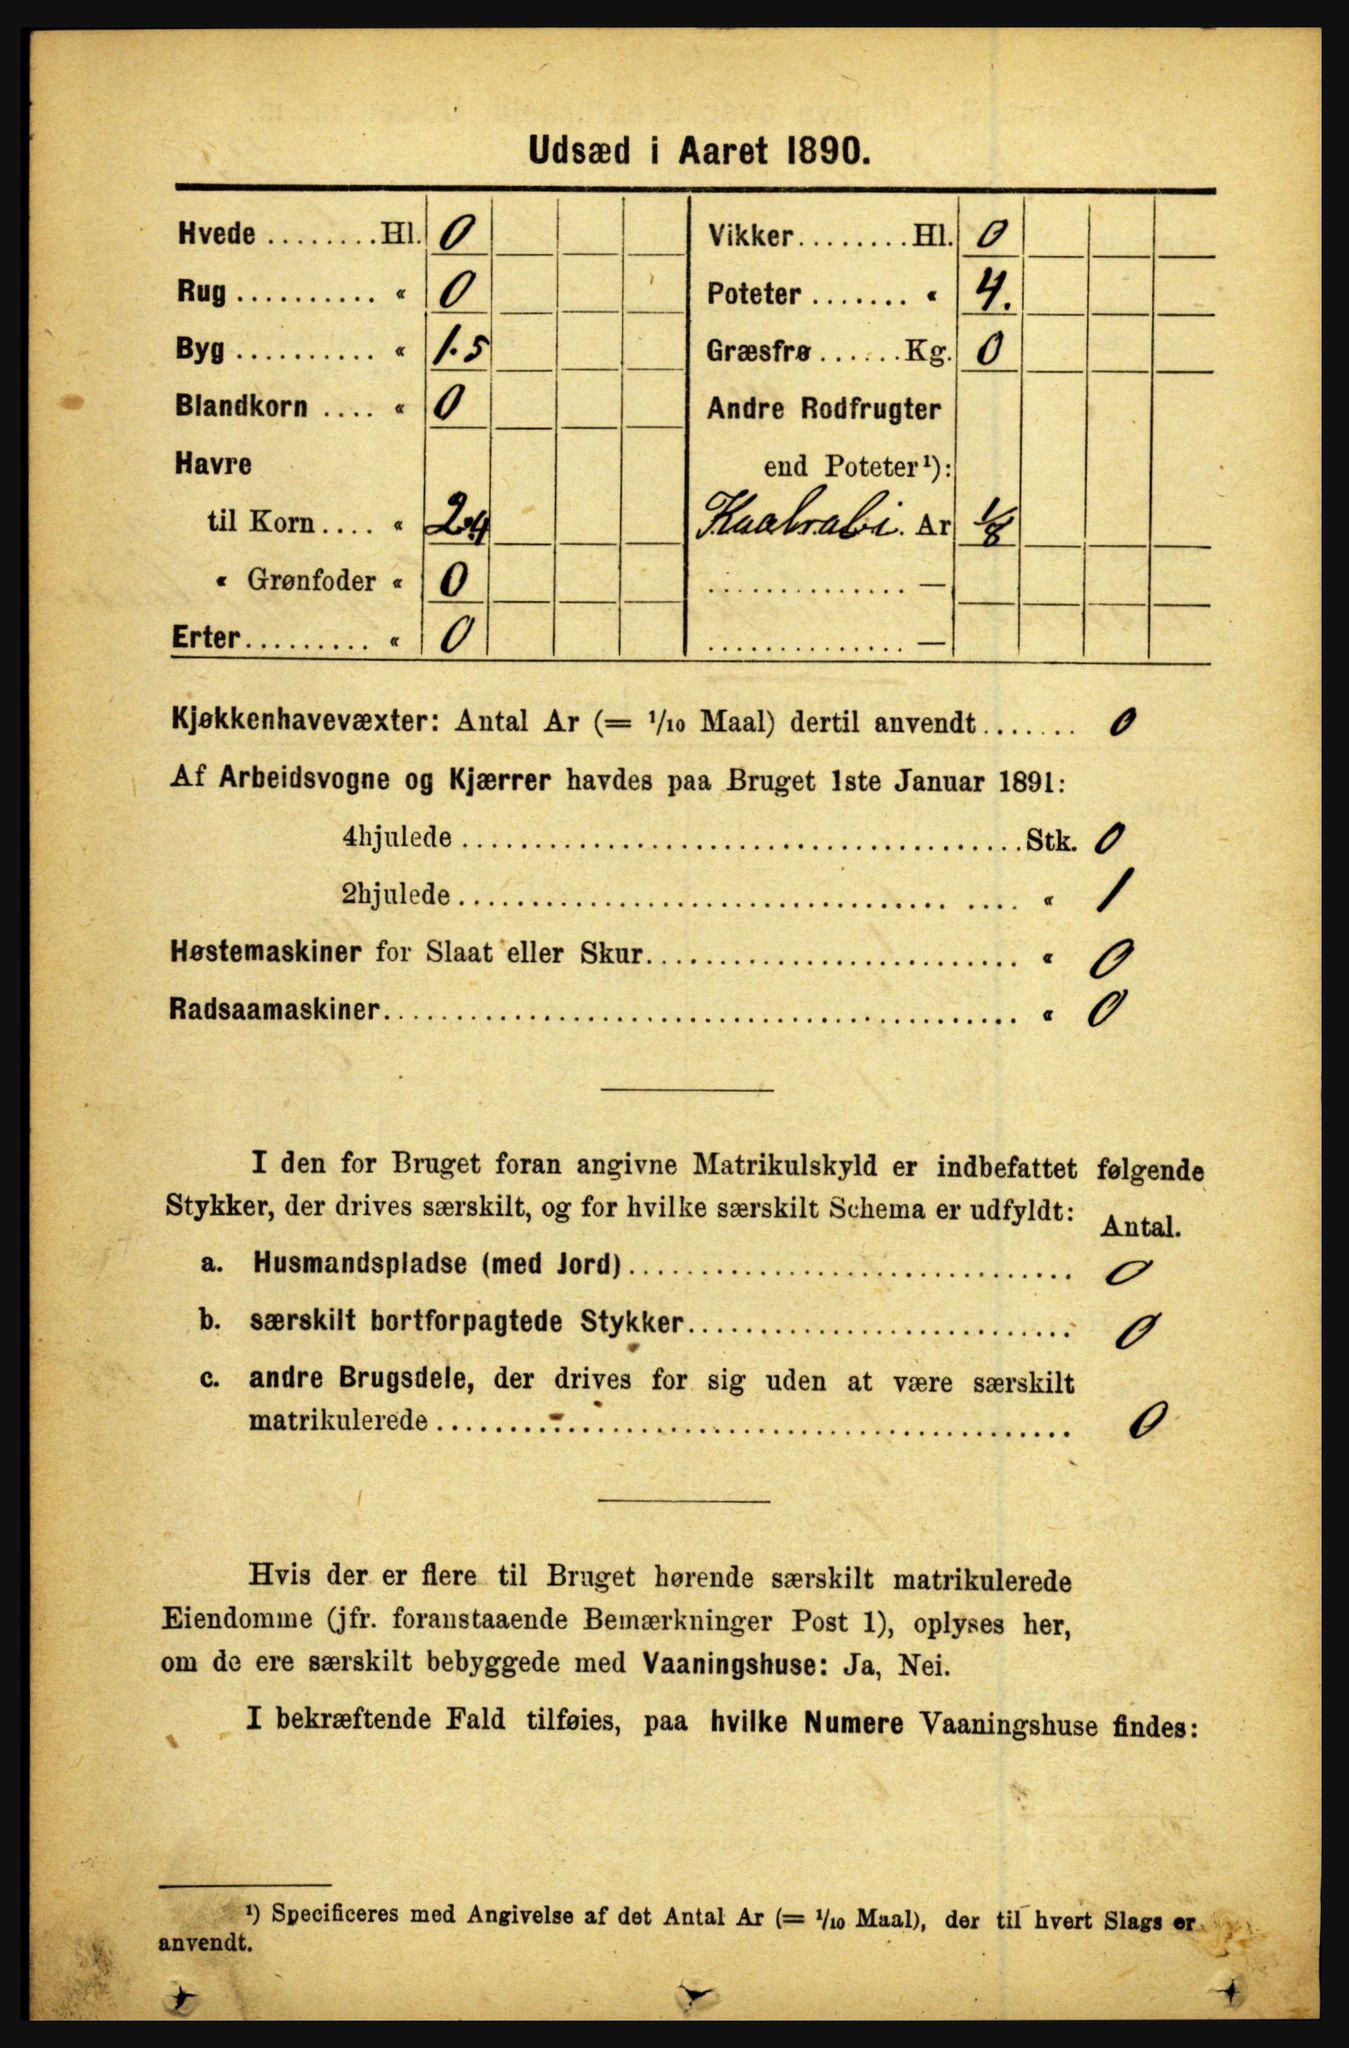 Udsæd i Aaret 1890.
Hvede ........ Hl. 0
Rug .......... « 0
Byg .......... « 1.5
Blandkorn .... « 0
Havre
til Korn .... « 2.4
« Grønfoder « 0
Erter ......... « 0
Vikker ........ Hl. 0
Poteter ....... « 4.
Græsfrø ...... Kg. 0
Andre Rodfrugter
end Poteter¹):
Kaalrabi. Ar 1/8
.............. —
.............. —
Kjøkkenhavevæxter: Antal Ar (= 1/10 Maal) dertil anvendt ....... 0
Af Arbeidsvogne og Kjærrer havdes paa Bruget 1ste Januar 1891:
4hjulede ...................................... Stk. 0
2hjulede ................................. .... « 1
Høstemaskiner for Slaat eller Skur ......................... « 0
Radsaamaskiner ........................................... « 0
I den for Bruget foran angivne Matrikulskyld er indbefattet følgende
Stykker, der drives særskilt, og for hvilke særskilt Schema er udfyldt:
Antal.
a. Husmandspladse (med Jord) .............................. 0
b. særskilt bortforpagtede Stykker .......................... 0
c. andre Brugsdele, der drives for sig uden at være særskilt
matrikulerede ........................................... 0
Hvis der er flere til Bruget hørende særskilt matrikulerede
Eiendomme (jfr. foranstaaende Bemærkninger Post 1), oplyses her,
om de ere særskilt bebyggede med Vaaningshuse: Ja, Nei.
I bekræftende Fald tilføies, paa hvilke Numere Vaaningshuse findes:
¹) Specificeres med Angivelse af det Antal Ar (= 1/10 Maal), der til hvert Slags er
anvendt.